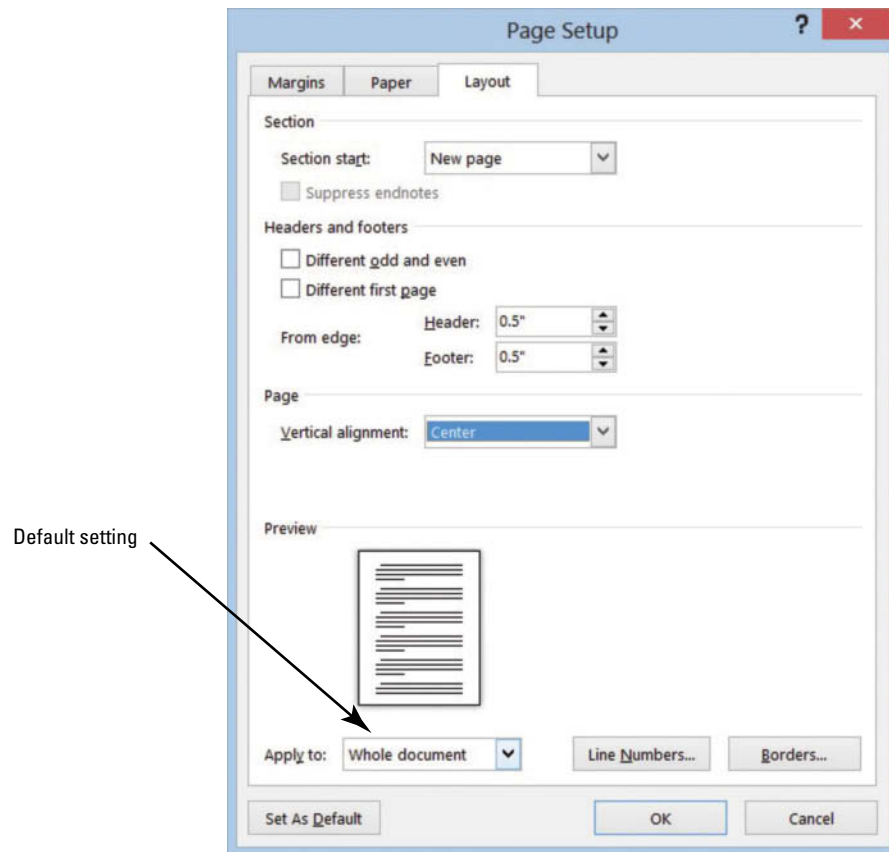 Page Setup ? ×
Margins Paper Layout
Section
Section start: New page
Suppress endnotes
Headers and footers
Different odd and even
Different first page
From edge: Header: 0.5"
Footer: 0.5"
Page
Vertical alignment: Center
Preview
Default setting
Apply to: Whole document Line Numbers... Borders...
Set As Default OK Cancel